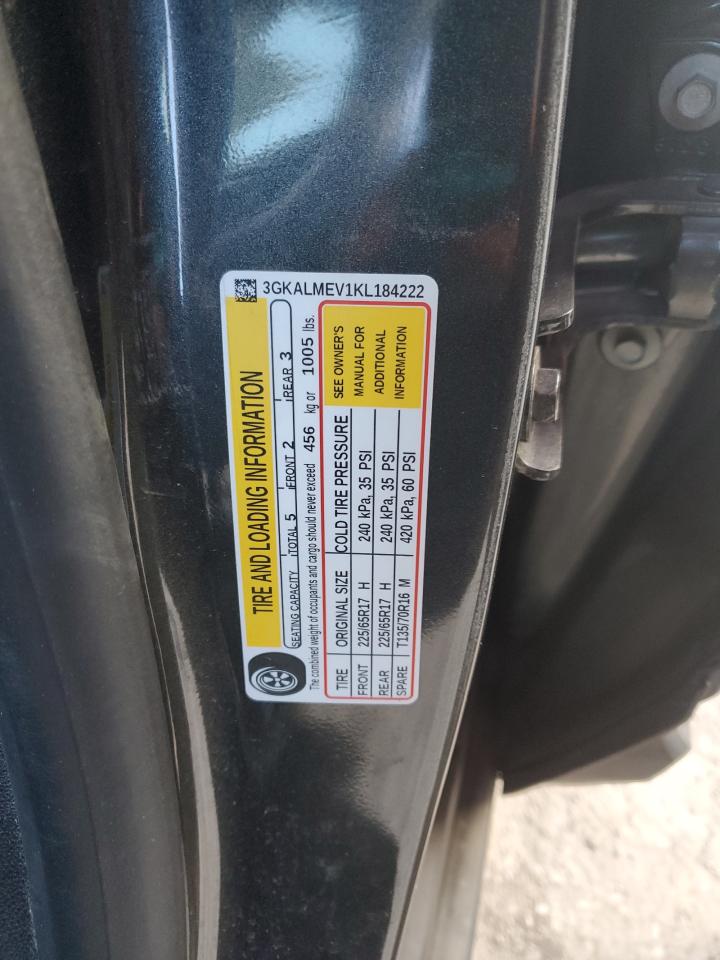 3GKALMEV1KL184222
TIRE AND LOADING INFORMATION
SEATING CAPACITY TOTAL 5 FRONT 2 REAR 3
The combined weight of occupants and cargo should never exceed 456 kg or 1005 lbs.
TIRE ORIGINAL SIZE COLD TIRE PRESSURE SEE OWNER'S
FRONT 225/65R17 H 240 kPa, 35 PSI MANUAL FOR
REAR 225/65R17 H 240 kPa, 35 PSI ADDITIONAL
SPARE T135/70R16 M 420 kPa, 60 PSI INFORMATION